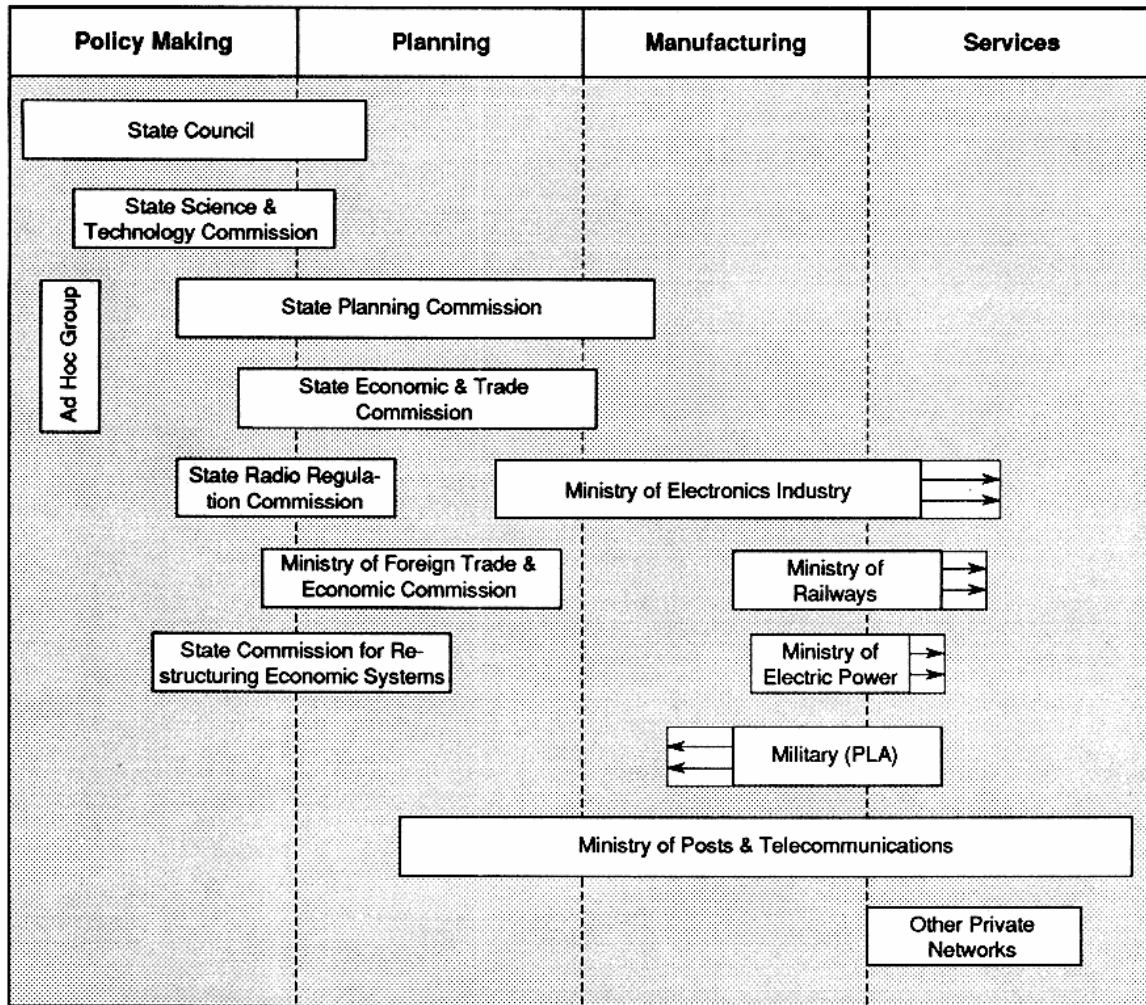 Policy Making
Planning
Manufacturing
Services
State Council
State Science &
Technology Commission
Ad Hoc Group
State Planning Commission
State Economic & Trade
Commission
State Radio Regula-
tion Commission
Ministry of Electronics Industry
Ministry of Foreign Trade &
Economic Commission
Ministry of
Railways
State Commission for Re-
structuring Economic Systems
Ministry of
Electric Power
Military (PLA)
Ministry of Posts & Telecommunications
Other Private
Networks